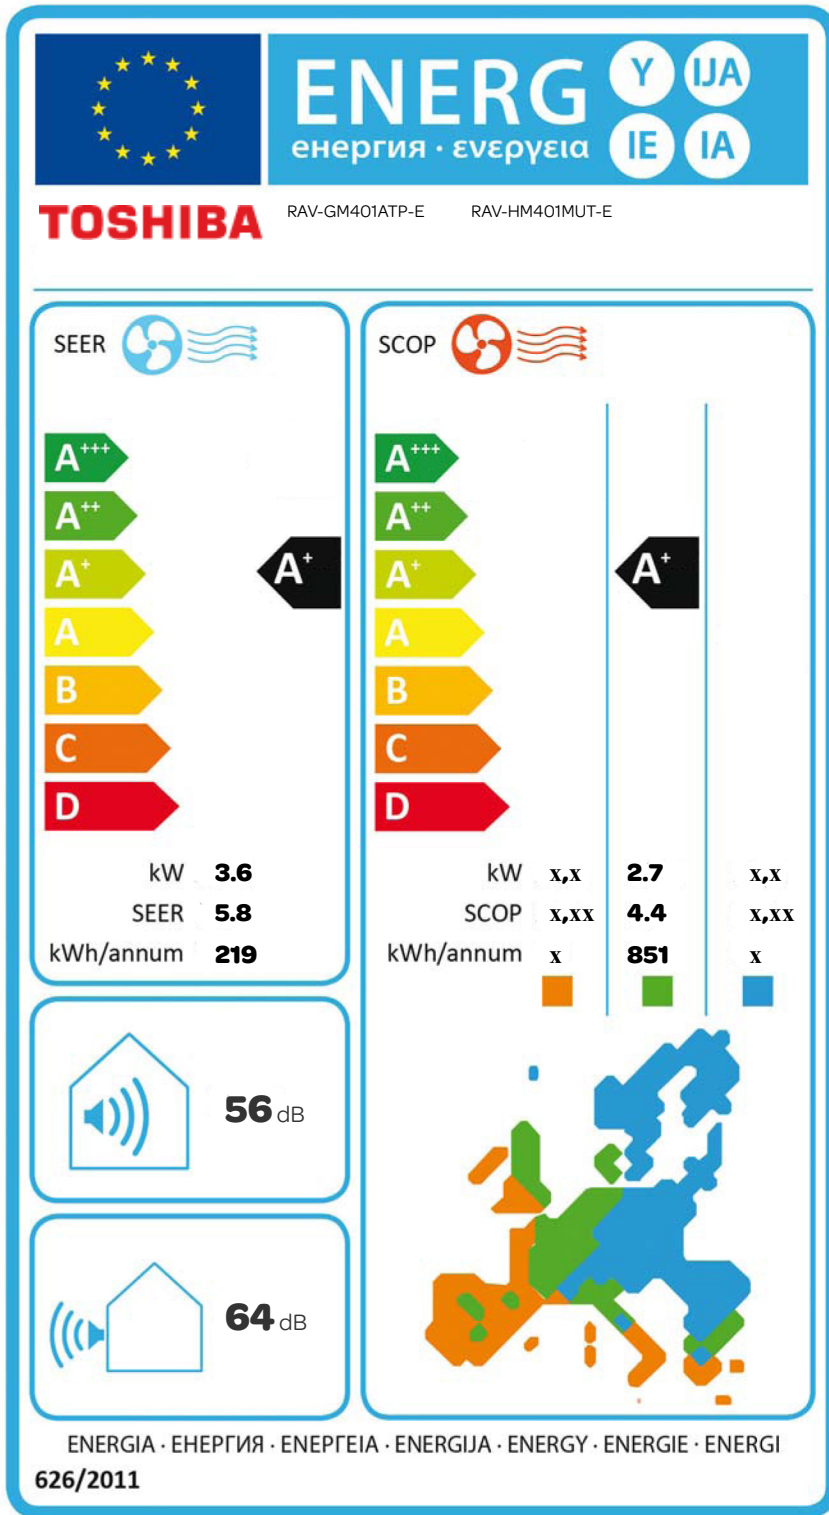 ENERG Y IJA
енергия · ενεργεια IE IA
TOSHIBA RAV-GM401ATP-E RAV-HM401MUT-E
SEER
A+++
A++
A+
A
B
C
D
A+
kW 3.6
SEER 5.8
kWh/annum 219
SCOP
A+++
A++
A+
A
B
C
D
A+
kW x,x 2.7 x,x
SCOP x,xx 4.4 x,xx
kWh/annum x 851 x
56 dB
64 dB
ENERGIA · ЕНЕРГИЯ · ΕΝΕΡΓΕΙΑ · ENERGIJA · ENERGY · ENERGIE · ENERGI
626/2011